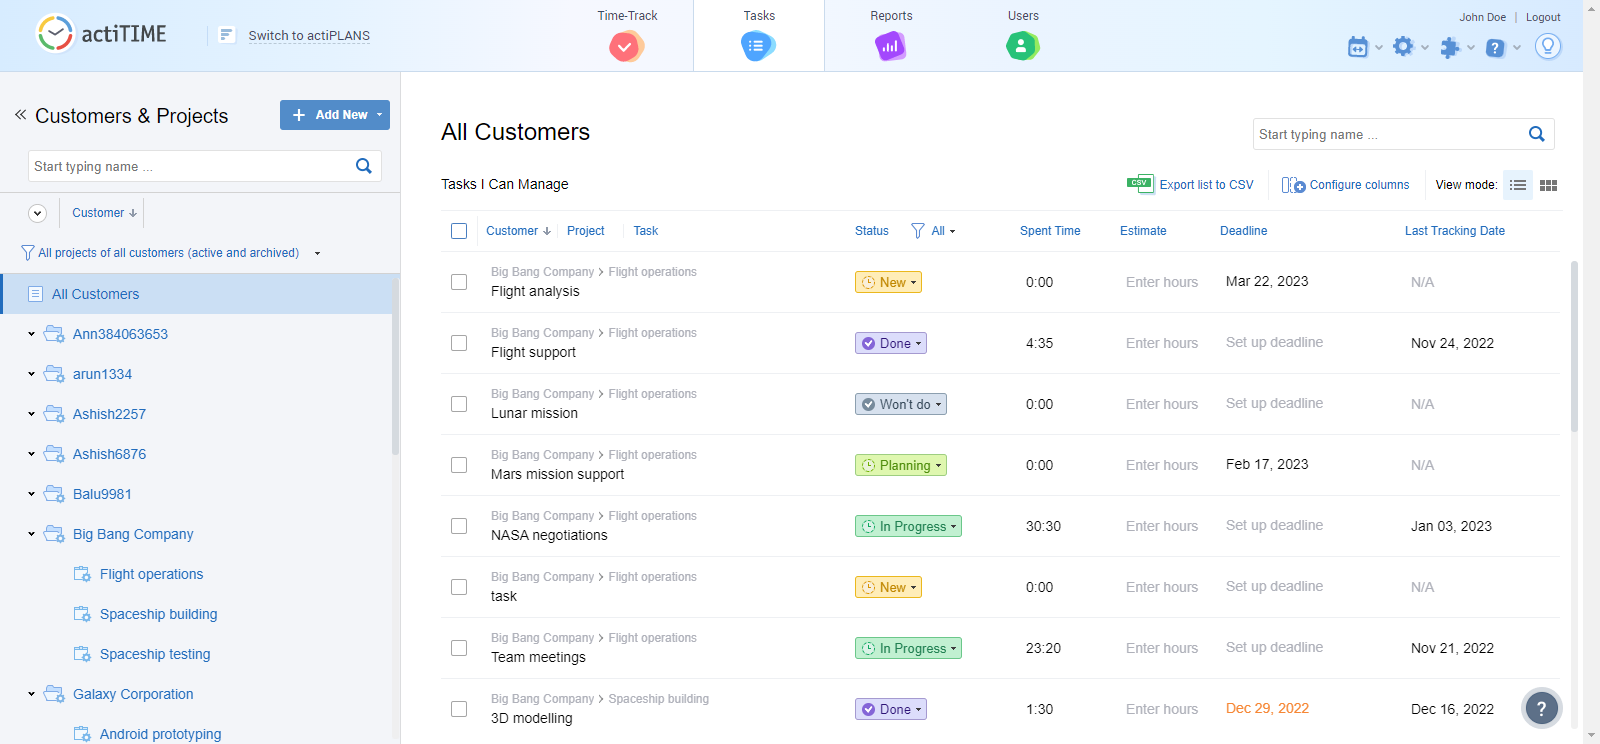 actiTIME
Switch to actiPLANS
Time-Track
Tasks
Reports
Users
John Doe | Logout
?
Customers & Projects
+ Add New
Start typing name ...
Customer ↓
All projects of all customers (active and archived)
All Customers
Ann384063653
arun1334
Ashish2257
Ashish6876
Balu9981
Big Bang Company
Flight operations
Spaceship building
Spaceship testing
Galaxy Corporation
Android prototyping
All Customers
Start typing name ...
Tasks I Can Manage
CSV Export list to CSV
Configure columns
View mode:
Customer ↓ Project Task Status All Spent Time Estimate Deadline Last Tracking Date
Big Bang Company > Flight operations
Flight analysis New 0:00 Enter hours Mar 22, 2023 N/A
Big Bang Company > Flight operations
Flight support Done 4:35 Enter hours Set up deadline Nov 24, 2022
Big Bang Company > Flight operations
Lunar mission Won't do 0:00 Enter hours Set up deadline N/A
Big Bang Company > Flight operations
Mars mission support Planning 0:00 Enter hours Feb 17, 2023 N/A
Big Bang Company > Flight operations
NASA negotiations In Progress 30:30 Enter hours Set up deadline Jan 03, 2023
Big Bang Company > Flight operations
task New 0:00 Enter hours Set up deadline N/A
Big Bang Company > Flight operations
Team meetings In Progress 23:20 Enter hours Set up deadline Nov 21, 2022
Big Bang Company > Spaceship building
3D modelling Done 1:30 Enter hours Dec 29, 2022 Dec 16, 2022
?